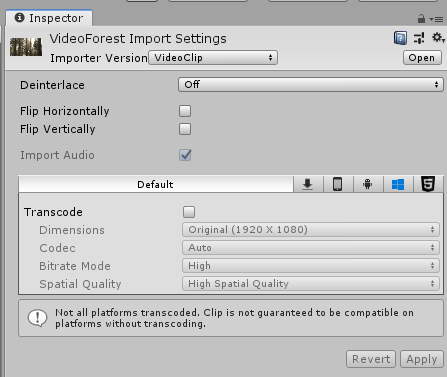 Inspector
VideoForest Import Settings
Importer Version VideoClip
Open
Deinterlace Off
Flip Horizontally
Flip Vertically
Import Audio
Default
Transcode
Dimensions Original (1920 X 1080)
Codec Auto
Bitrate Mode High
Spatial Quality High Spatial Quality
Not all platforms transcoded. Clip is not guaranteed to be compatible on
platforms without transcoding.
Revert Apply